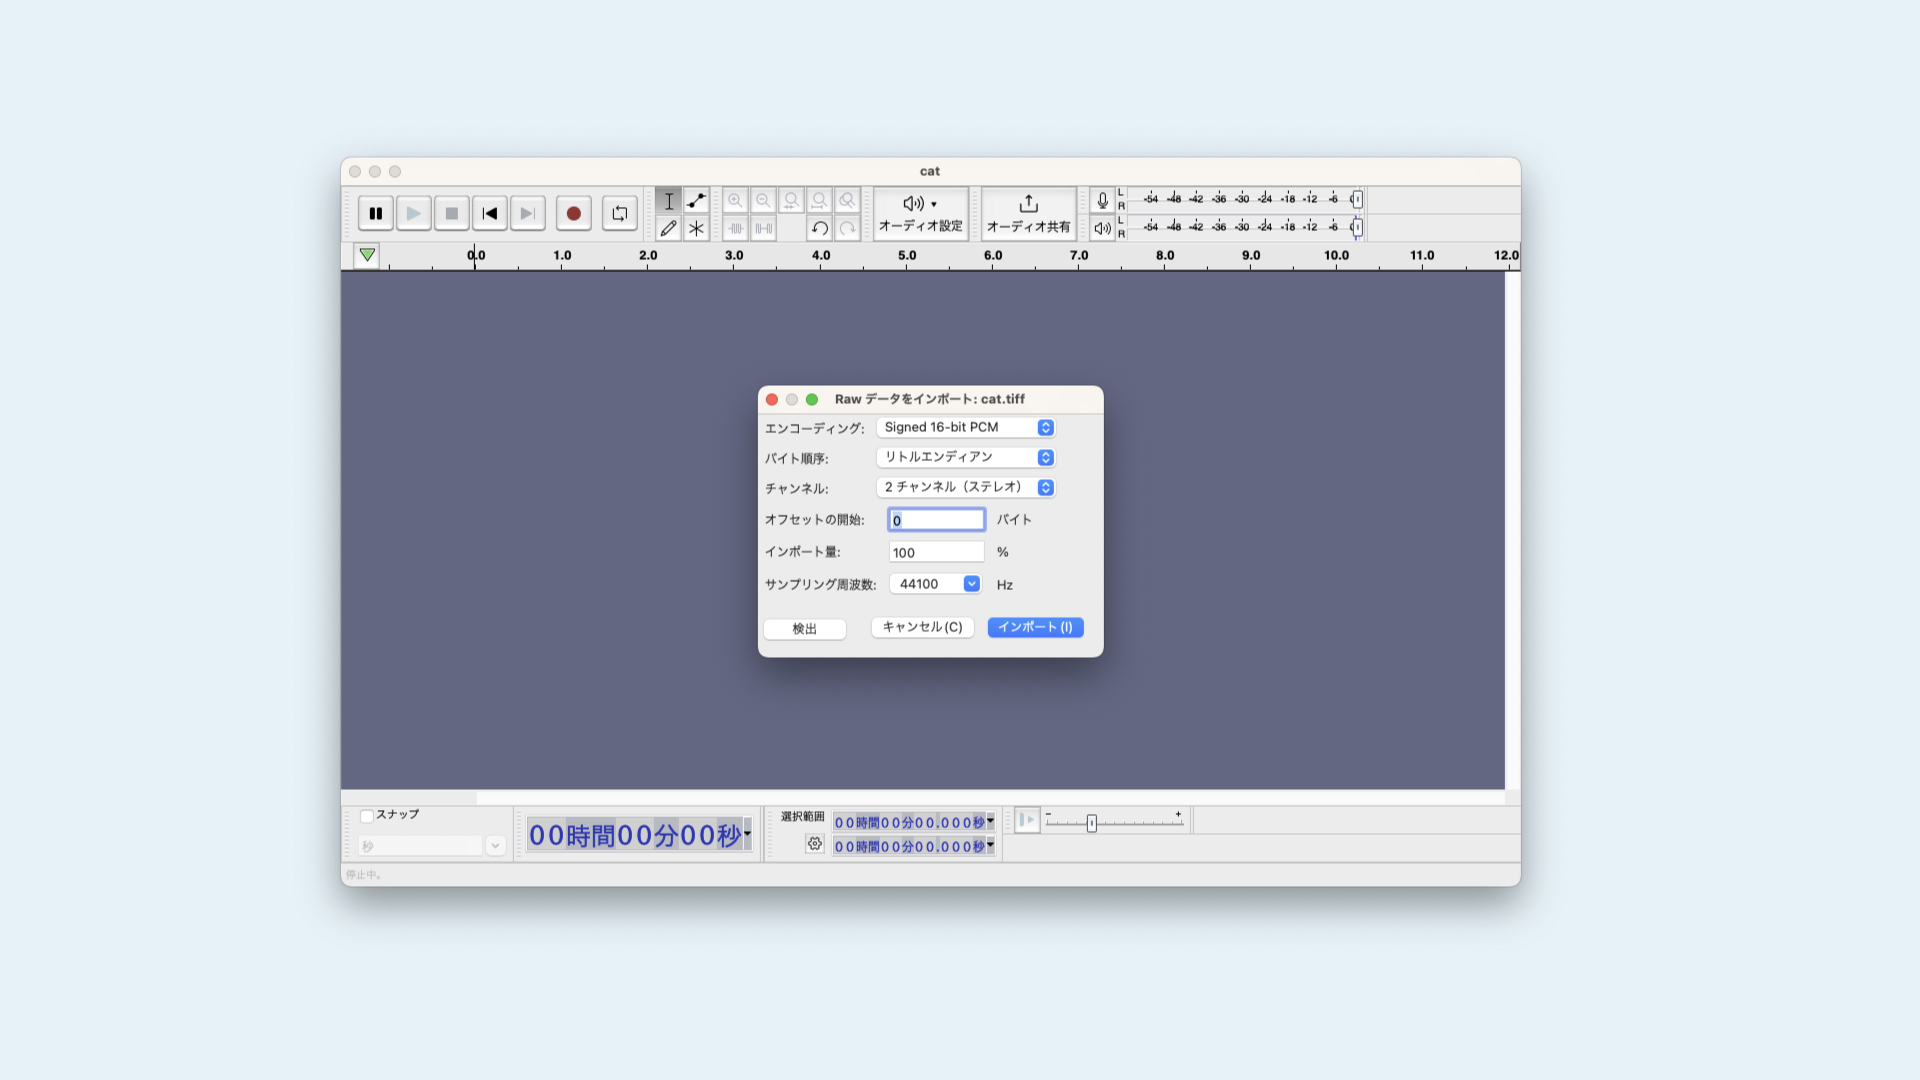 cat
オーディオ設定
オーディオ共有
L
R
-54 -48 -42 -36 -30 -24 -18 -12 -6
L
R
-54 -48 -42 -36 -30 -24 -18 -12 -6
0.0 1.0 2.0 3.0 4.0 5.0 6.0 7.0 8.0 9.0 10.0 11.0 12.0
Raw データをインポート: cat.tiff
エンコーディング: Signed 16-bit PCM
バイト順序: リトルエンディアン
チャンネル: 2 チャンネル（ステレオ）
オフセットの開始: 0 バイト
インポート量: 100 %
サンプリング周波数: 44100 Hz
検出 キャンセル(C) インポート(I)
スナップ
秒
00時間00分00秒
選択範囲
00時間00分00.000秒
00時間00分00.000秒
- +
停止中。